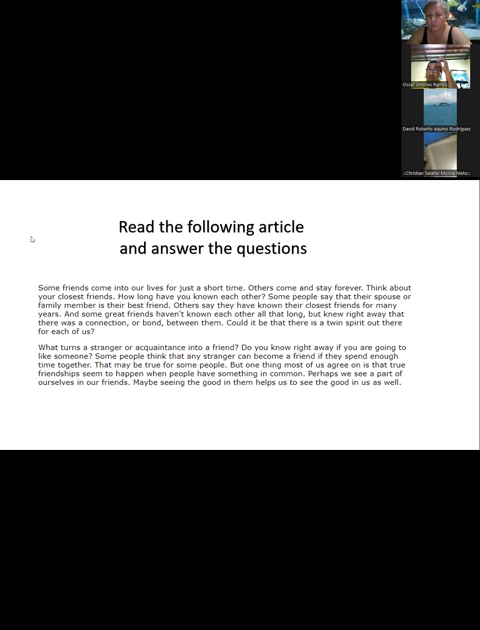 Oscar Antonio Ramos
David Roberto aquino Rodriguez
Christian Salatiel Molina Nieto
Read the following article
and answer the questions
Some friends come into our lives for just a short time. Others come and stay forever. Think about
your closest friends. How long have you known each other? Some people say that their spouse or
family member is their best friend. Others say they have known their closest friends for many
years. And some great friends haven't known each other all that long, but knew right away that
there was a connection, or bond, between them. Could it be that there is a twin spirit out there
for each of us?
What turns a stranger or acquaintance into a friend? Do you know right away if you are going to
like someone? Some people think that any stranger can become a friend if they spend enough
time together. That may be true for some people. But one thing most of us agree on is that true
friendships seem to happen when people have something in common. Perhaps we see a part of
ourselves in our friends. Maybe seeing the good in them helps us to see the good in us as well.